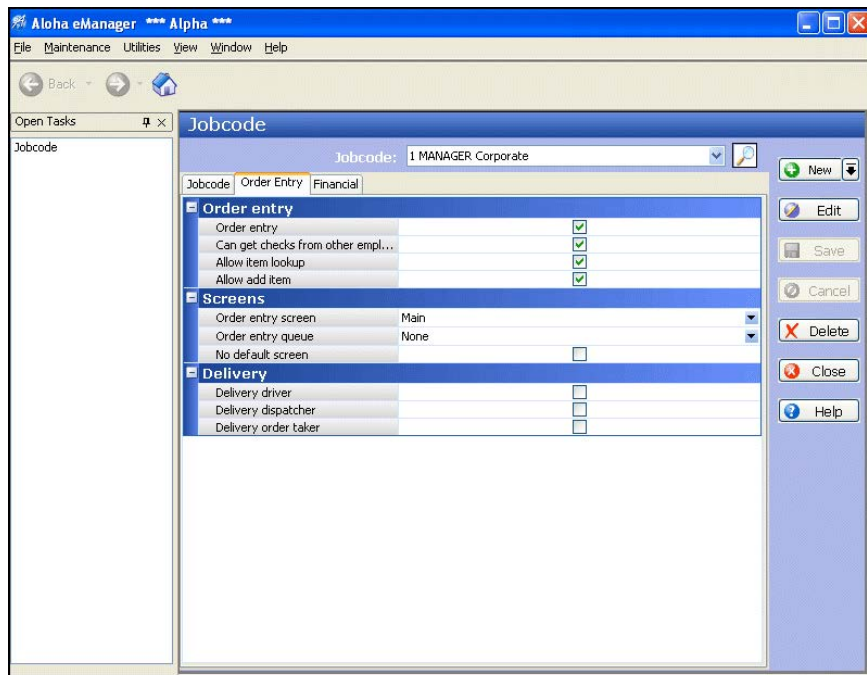 Aloha eManager *** Alpha ***
File Maintenance Utilities View Window Help
Back
Open Tasks
Jobcode
Jobcode
Jobcode: 1 MANAGER Corporate
Jobcode Order Entry Financial
Order entry
Order entry
Can get checks from other empl...
Allow item lookup
Allow add item
Screens
Order entry screen Main
Order entry queue None
No default screen
Delivery
Delivery driver
Delivery dispatcher
Delivery order taker
New
Edit
Save
Cancel
Delete
Close
Help